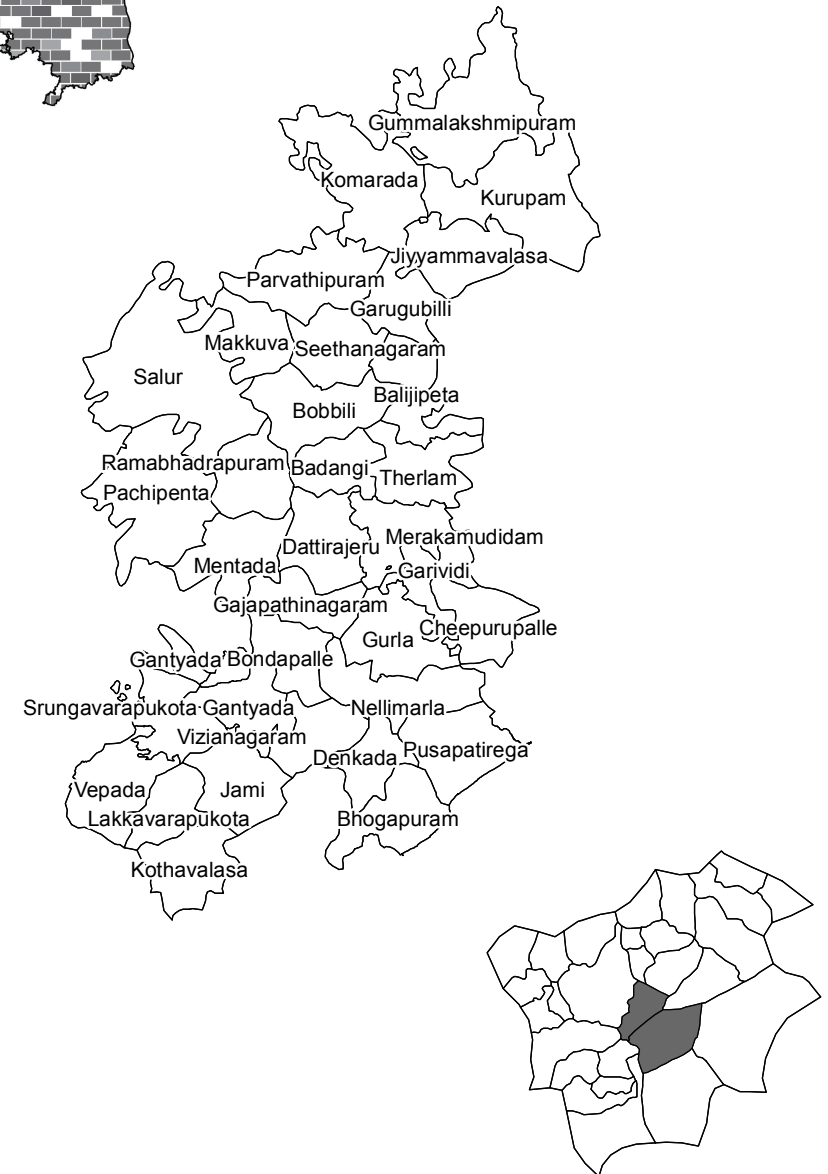 Gummalakshmipuram
Komarada
Kurupam
Jiyyammavalasa
Parvathipuram
Garugubilli
Makkuva
Seethanagaram
Salur
Balijipeta
Bobbili
Ramabhadrapuram
Badangi
Therlam
Pachipenta
Merakamudidam
Dattirajeru
Mentada
Garividi
Gajapathinagaram
Cheepurupalle
Gurla
Gantyada
Bondapalle
Srungavarapukota
Gantyada
Nellimarla
Vizianagaram
Pusapatirega
Denkada
Vepada
Jami
Lakkavarapukota
Bhogapuram
Kothavalasa